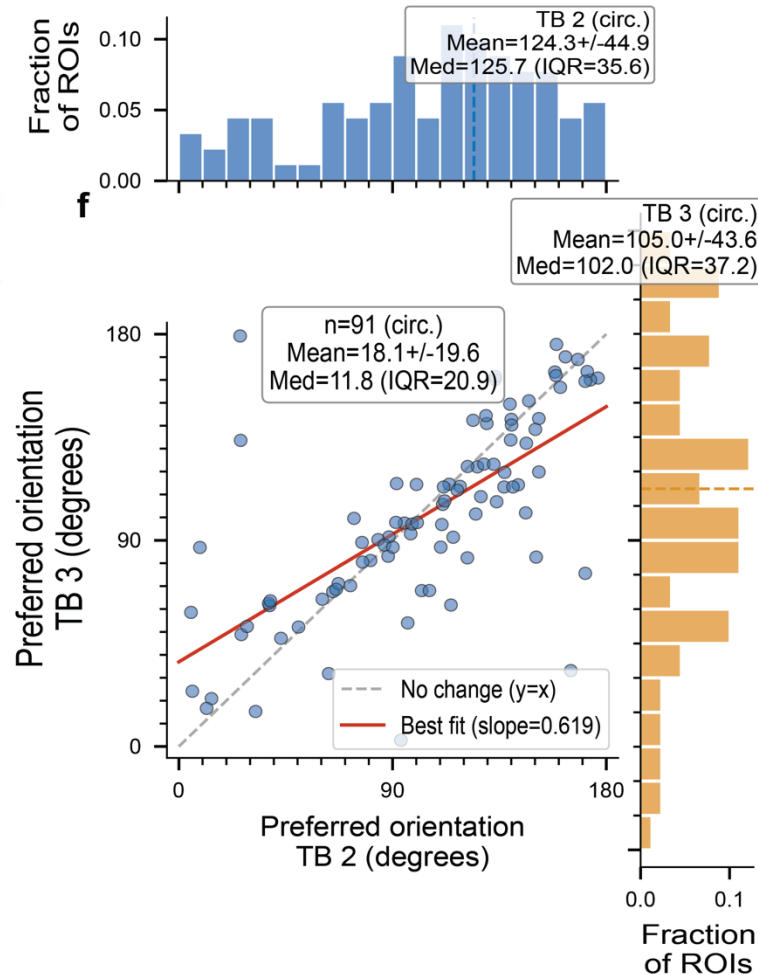 TB 2 (circ.)
Mean=124.3+/-44.9
Med=125.7 (IQR=35.6)
Fraction
of ROIs
0.10
0.05
0.00
f
TB 3 (circ.)
Mean=105.0+/-43.6
Med=102.0 (IQR=37.2)
n=91 (circ.)
Mean=18.1+/-19.6
Med=11.8 (IQR=20.9)
Preferred orientation
TB 3 (degrees)
180
90
0
No change (y=x)
Best fit (slope=0.619)
0
90
180
Preferred orientation
TB 2 (degrees)
0.0
0.1
Fraction
of ROIs